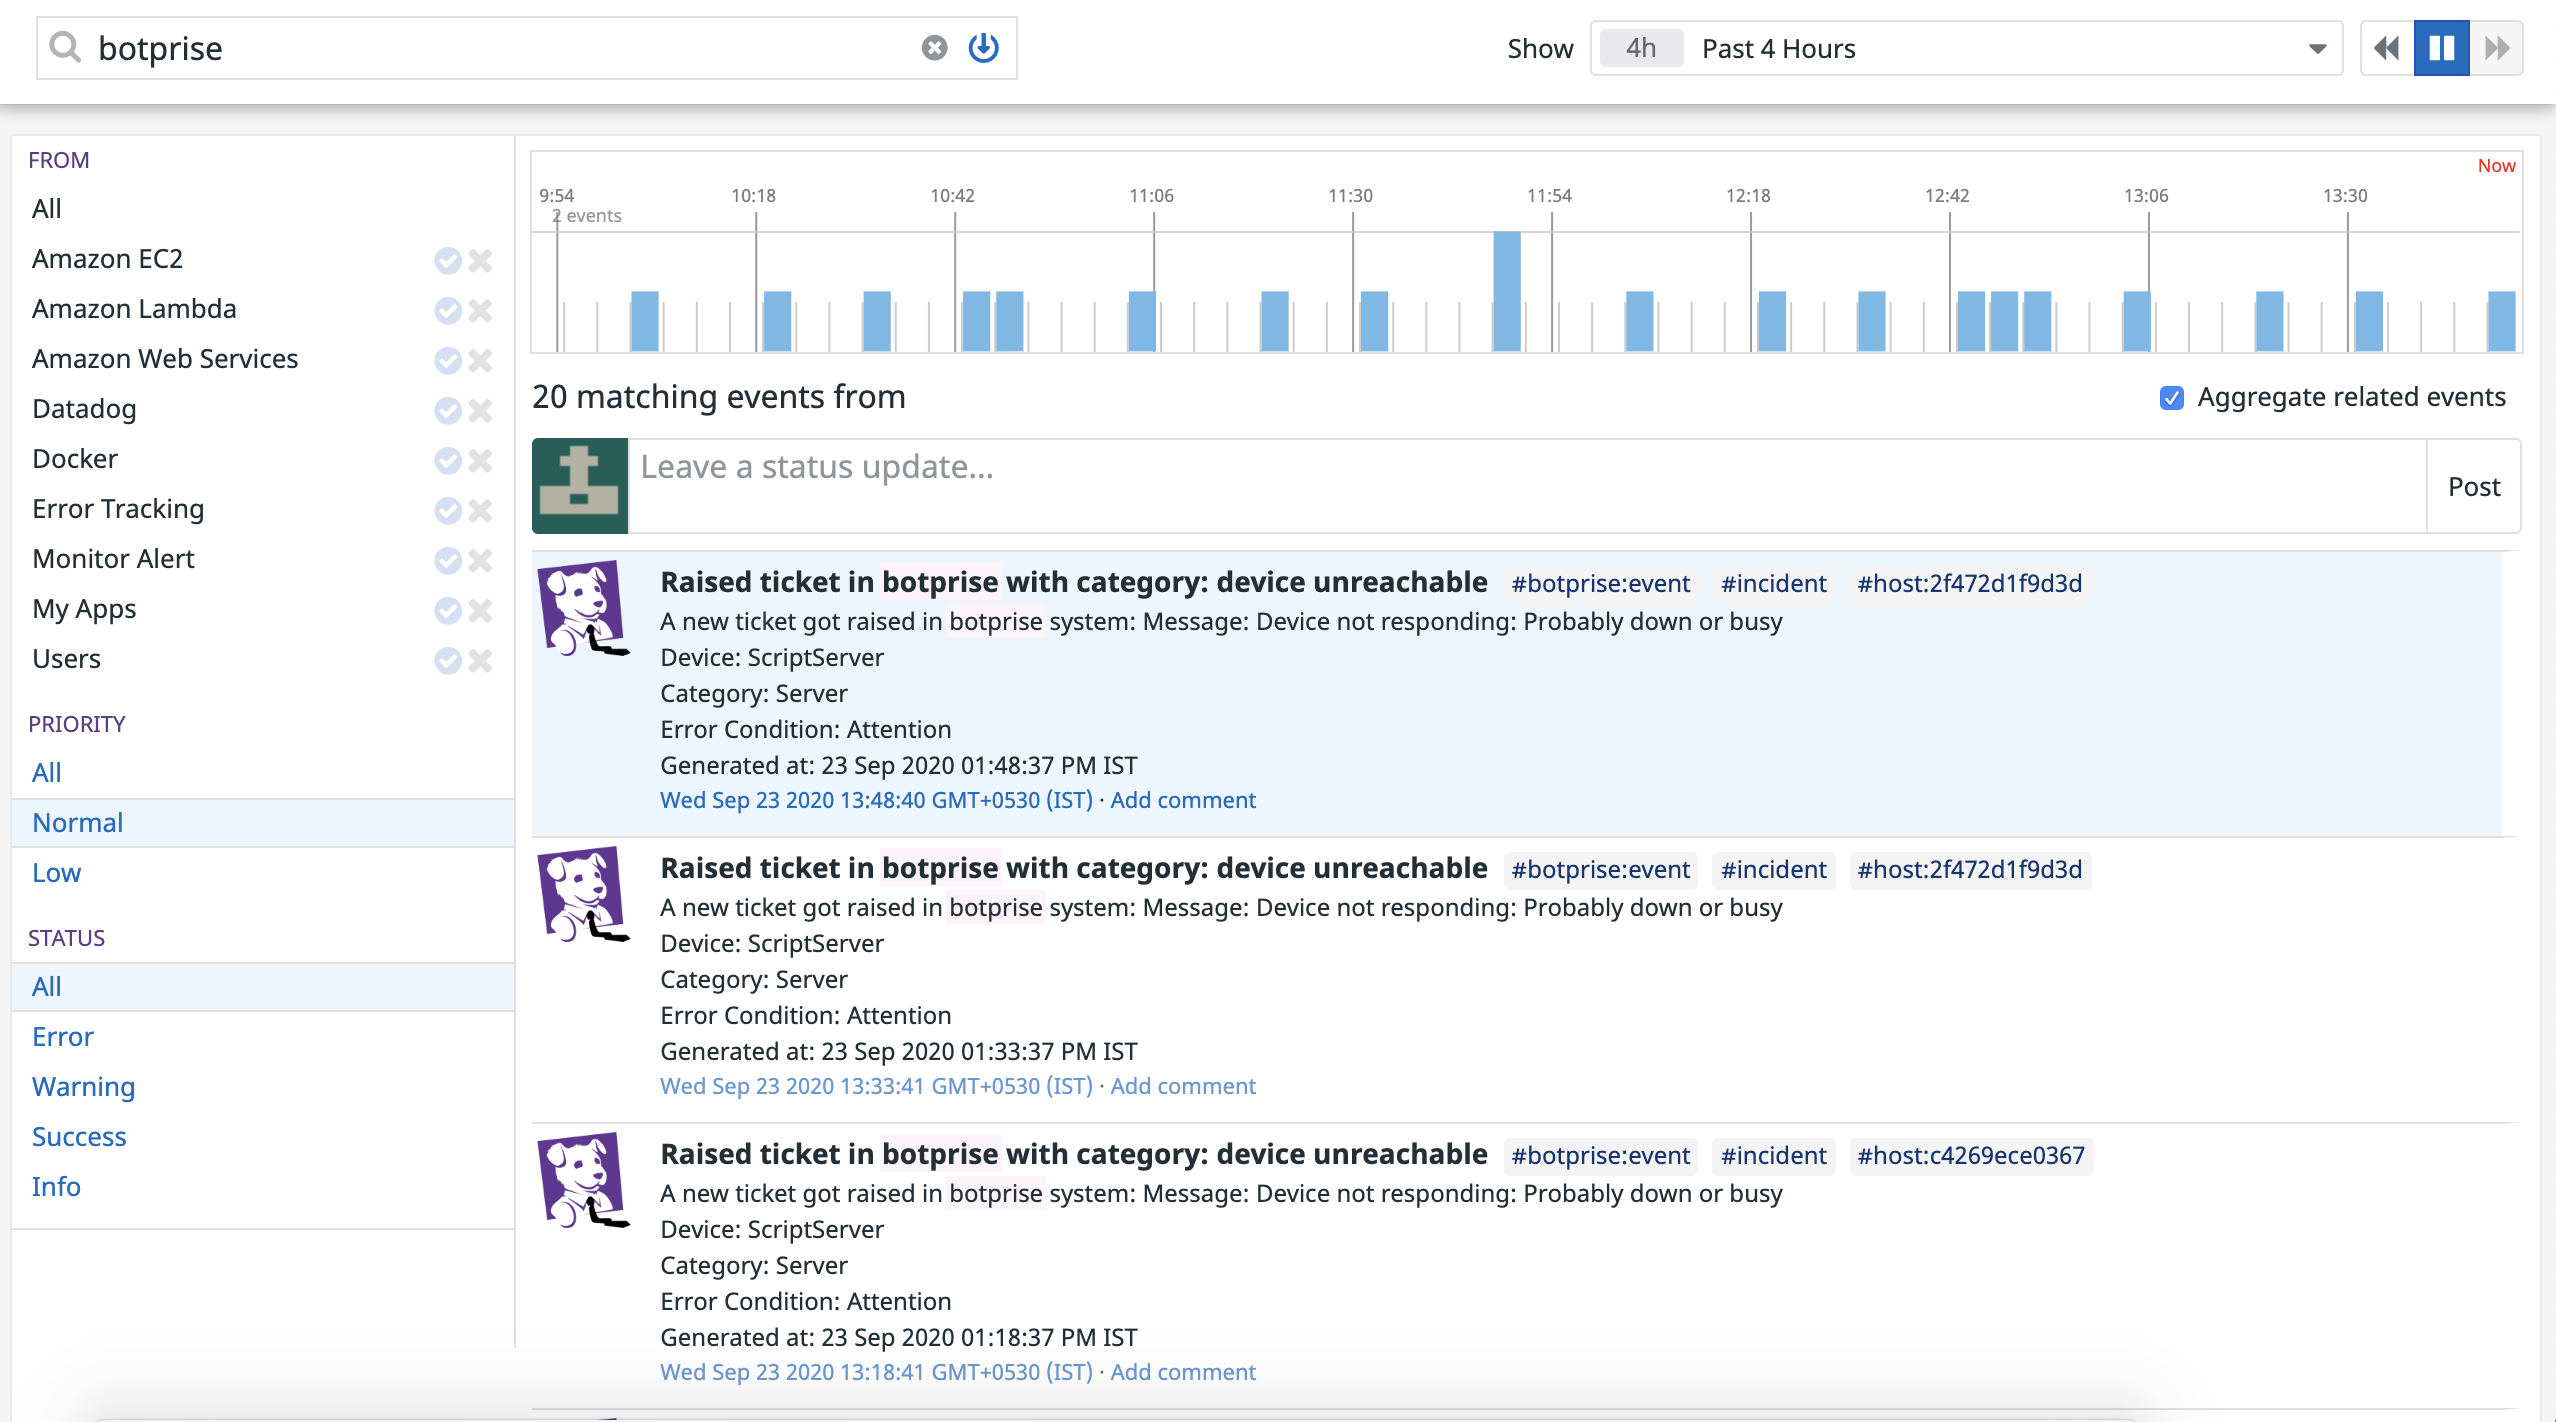 botprise
Show 4h Past 4 Hours
FROM
All
Amazon EC2
Amazon Lambda
Amazon Web Services
Datadog
Docker
Error Tracking
Monitor Alert
My Apps
Users
PRIORITY
All
Normal
Low
STATUS
All
Error
Warning
Success
Info
Now
9:54 10:18 10:42 11:06 11:30 11:54 12:18 12:42 13:06 13:30
2 events
20 matching events from
Aggregate related events
Leave a status update...
Post
Raised ticket in botprise with category: device unreachable #botprise:event #incident #host:2f472d1f9d3d
A new ticket got raised in botprise system: Message: Device not responding: Probably down or busy
Device: ScriptServer
Category: Server
Error Condition: Attention
Generated at: 23 Sep 2020 01:48:37 PM IST
Wed Sep 23 2020 13:48:40 GMT+0530 (IST) · Add comment
Raised ticket in botprise with category: device unreachable #botprise:event #incident #host:2f472d1f9d3d
A new ticket got raised in botprise system: Message: Device not responding: Probably down or busy
Device: ScriptServer
Category: Server
Error Condition: Attention
Generated at: 23 Sep 2020 01:33:37 PM IST
Wed Sep 23 2020 13:33:41 GMT+0530 (IST) · Add comment
Raised ticket in botprise with category: device unreachable #botprise:event #incident #host:c4269ece0367
A new ticket got raised in botprise system: Message: Device not responding: Probably down or busy
Device: ScriptServer
Category: Server
Error Condition: Attention
Generated at: 23 Sep 2020 01:18:37 PM IST
Wed Sep 23 2020 13:18:41 GMT+0530 (IST) · Add comment